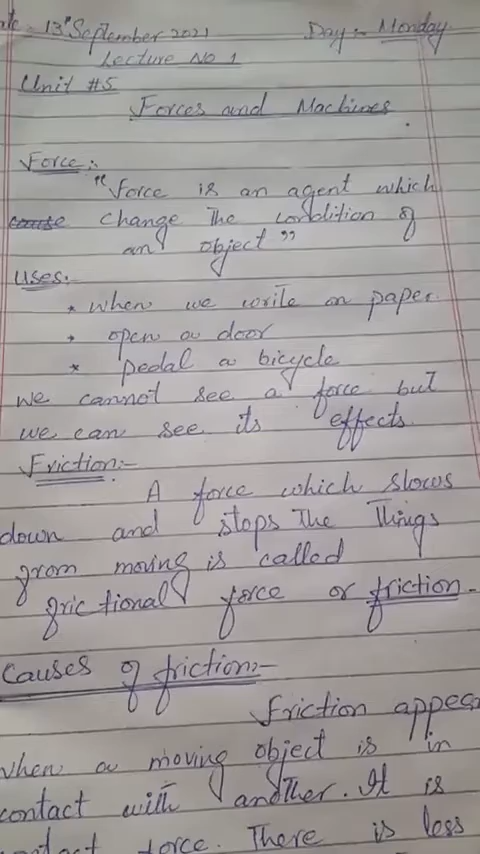 13th September 2021 Day:- Monday
Lecture No 1
Unit #5
Forces and Machines
Force:-
"Force is an agent which
cause change the condition of
an object"
Uses:-
* when we write on paper
* open a door
* pedal a bicycle
we cannot see a force but
we can see its effects.
Friction:-
A force which slows
down and stops The Things
from moving is called
frictional force or friction.
Causes of friction:-
Friction appear
when a moving object is in
contact with another. It is
force. There is less